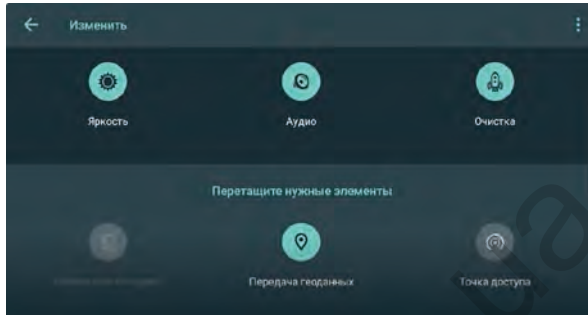 Изменить
Яркость
Аудио
Очистка
Перетащите нужные элементы
Передача геоданных
Точка доступа